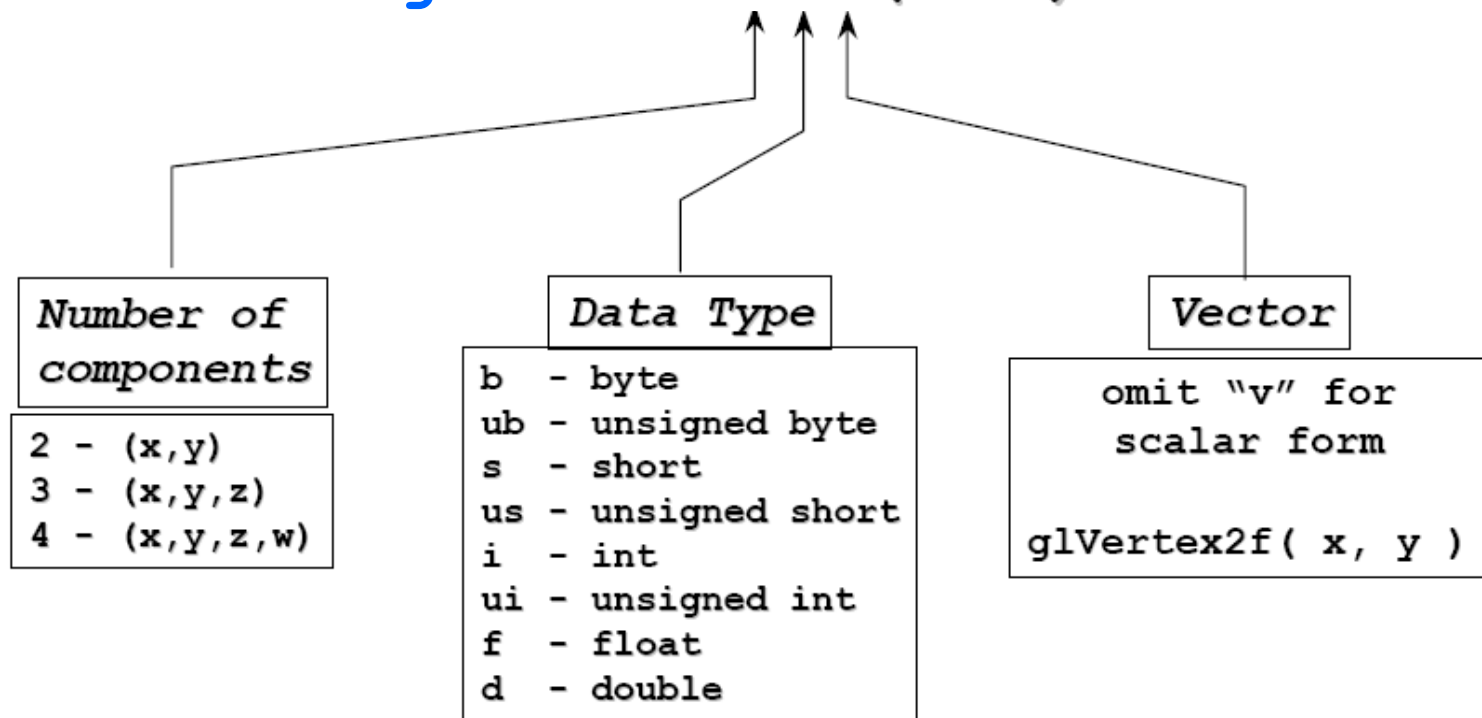 Number of
components
2 - (x,y)
3 - (x,y,z)
4 - (x,y,z,w)
Data Type
b - byte
ub - unsigned byte
s - short
us - unsigned short
i - int
ui - unsigned int
f - float
d - double
Vector
omit “v” for
scalar form
glVertex2f( x, y )